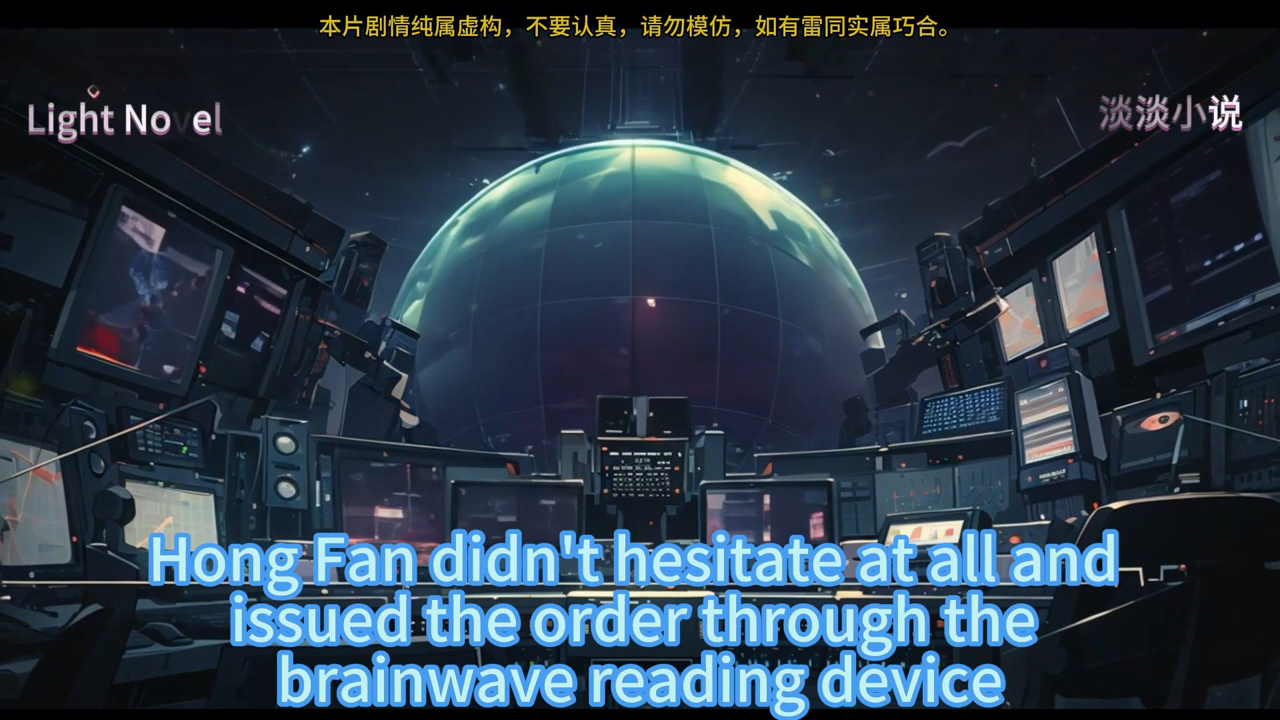 本片剧情纯属虚构，不要认真，请勿模仿，如有雷同实属巧合。
Light Novel
淡淡小说
Hong Fan didn't hesitate at all and
issued the order through the
brainwave reading device